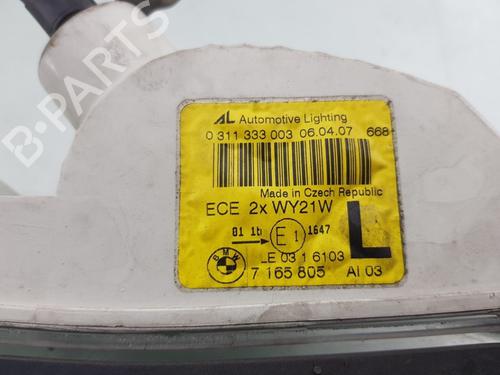 AL Automotive Lighting
0 311 333 003 06.04.07 668
Made in Czech Republic
ECE 2x WY21W
01 1b E1 1647
L
LE 03 1 6103
BMW
7 165 805 AI 03
B-PARTS